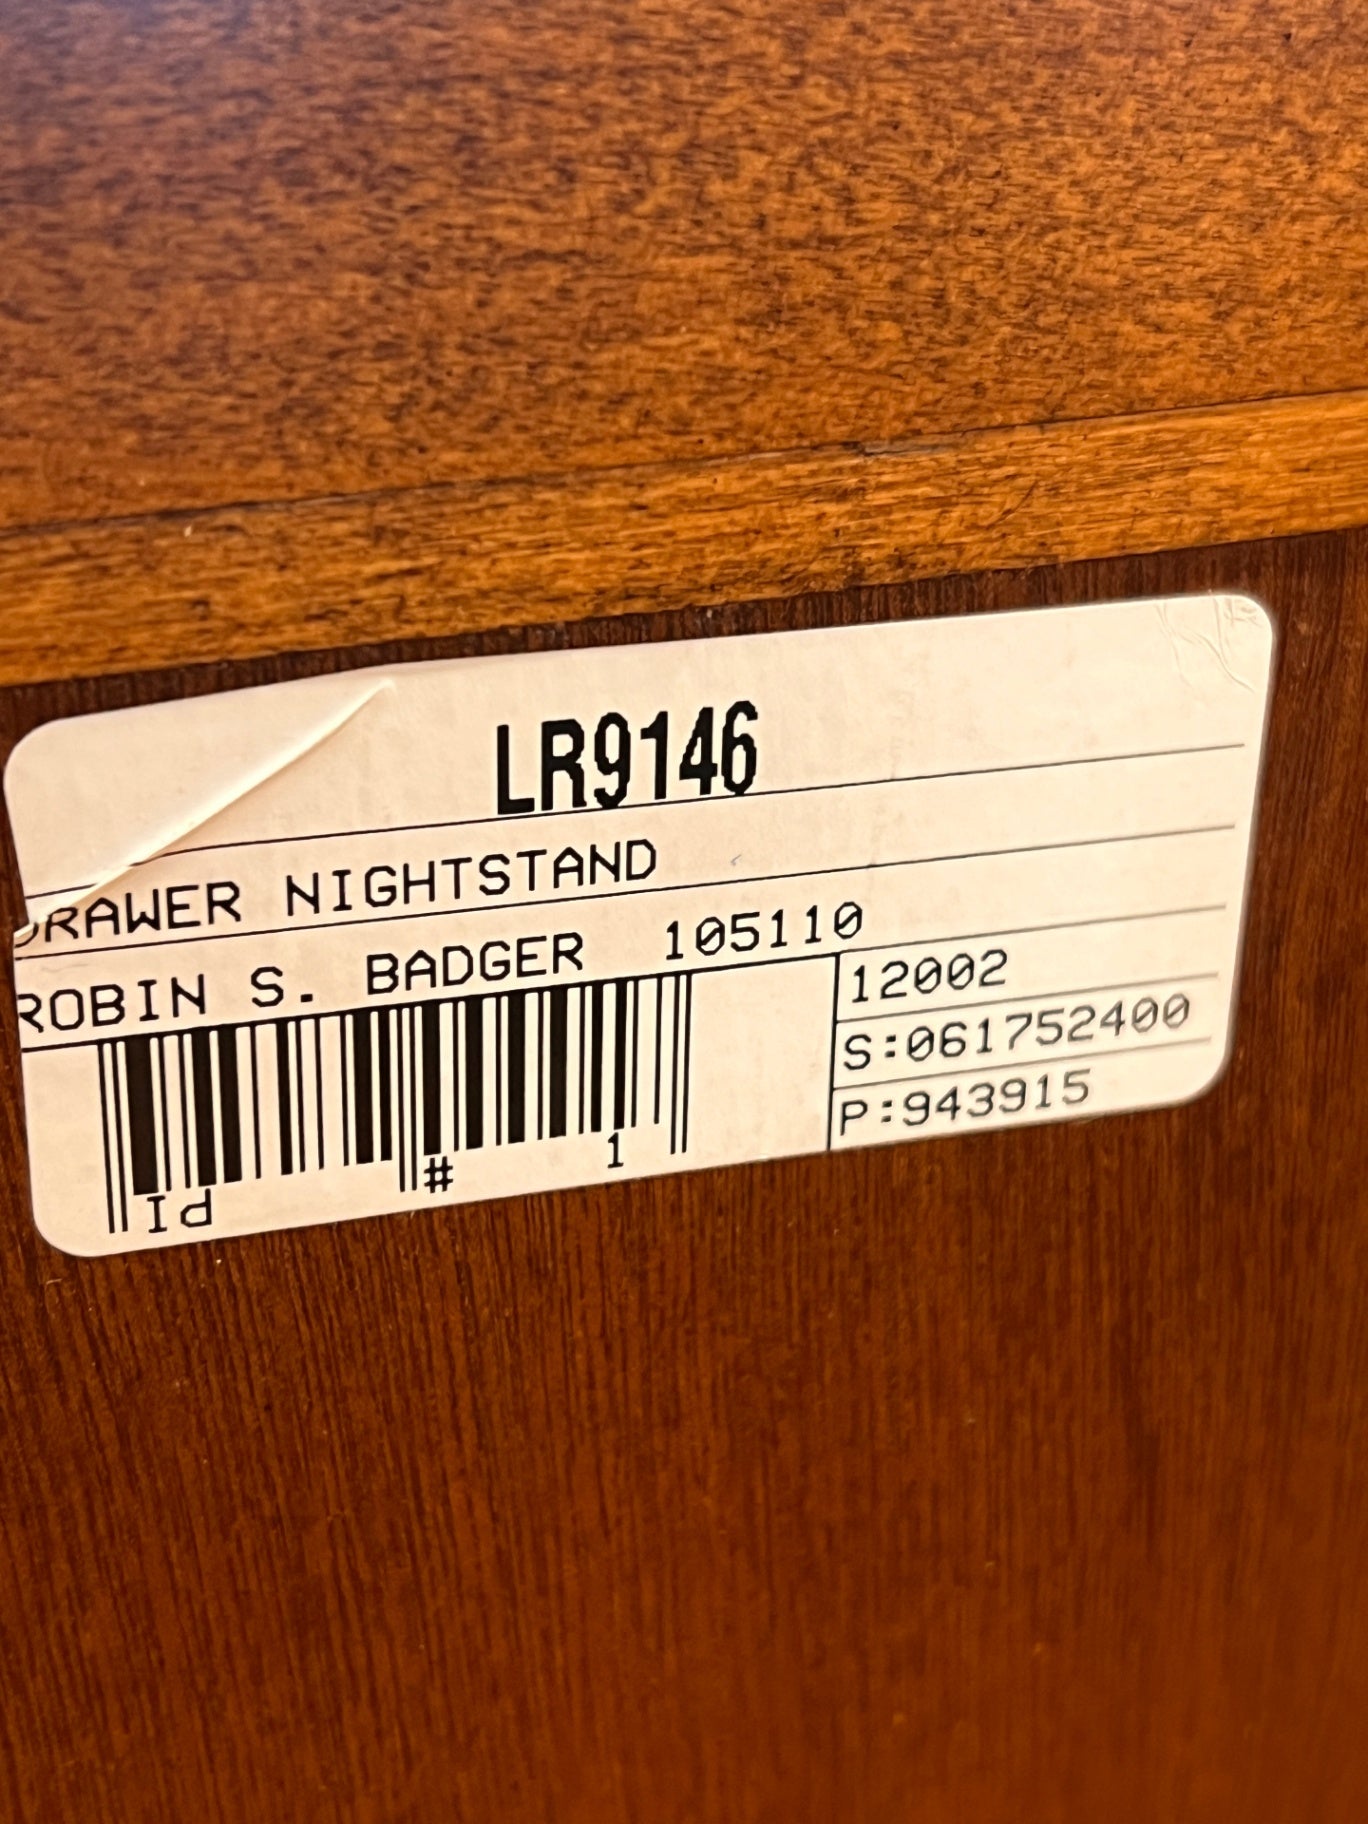 LR9146
DRAWER NIGHTSTAND
ROBIN S. BADGER 105110
12002
S:061752400
P:943915
Id # 1